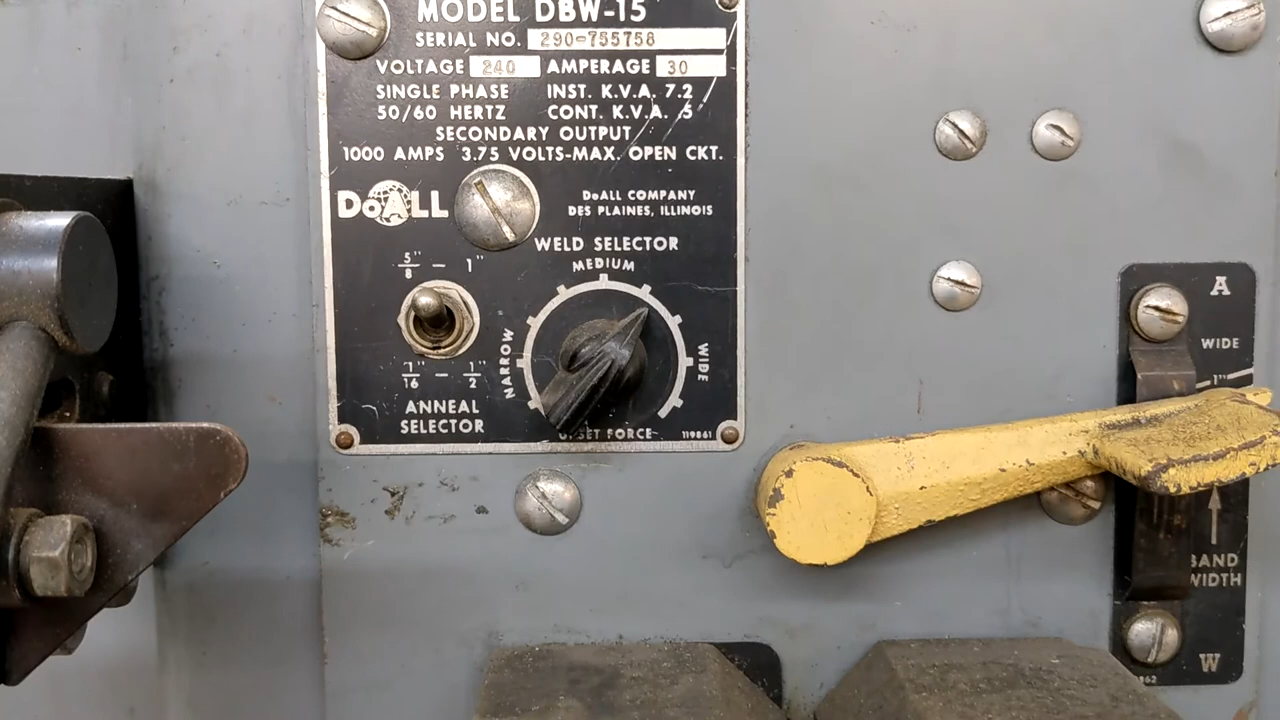 MODEL DBW-15
SERIAL NO. 290-755758
VOLTAGE 240 AMPERAGE 30
SINGLE PHASE INST. K.V.A. 7.2
50/60 HERTZ CONT. K.V.A. .5
SECONDARY OUTPUT
1000 AMPS 3.75 VOLTS-MAX. OPEN CKT.
DoALL
DoALL COMPANY
DES PLAINES, ILLINOIS
WELD SELECTOR
5/8" — 1"
MEDIUM
NARROW
WIDE
1/16" — 1/2"
ANNEAL
SELECTOR
UPSET FORCE
119861
A
WIDE
1"
BAND
WIDTH
W